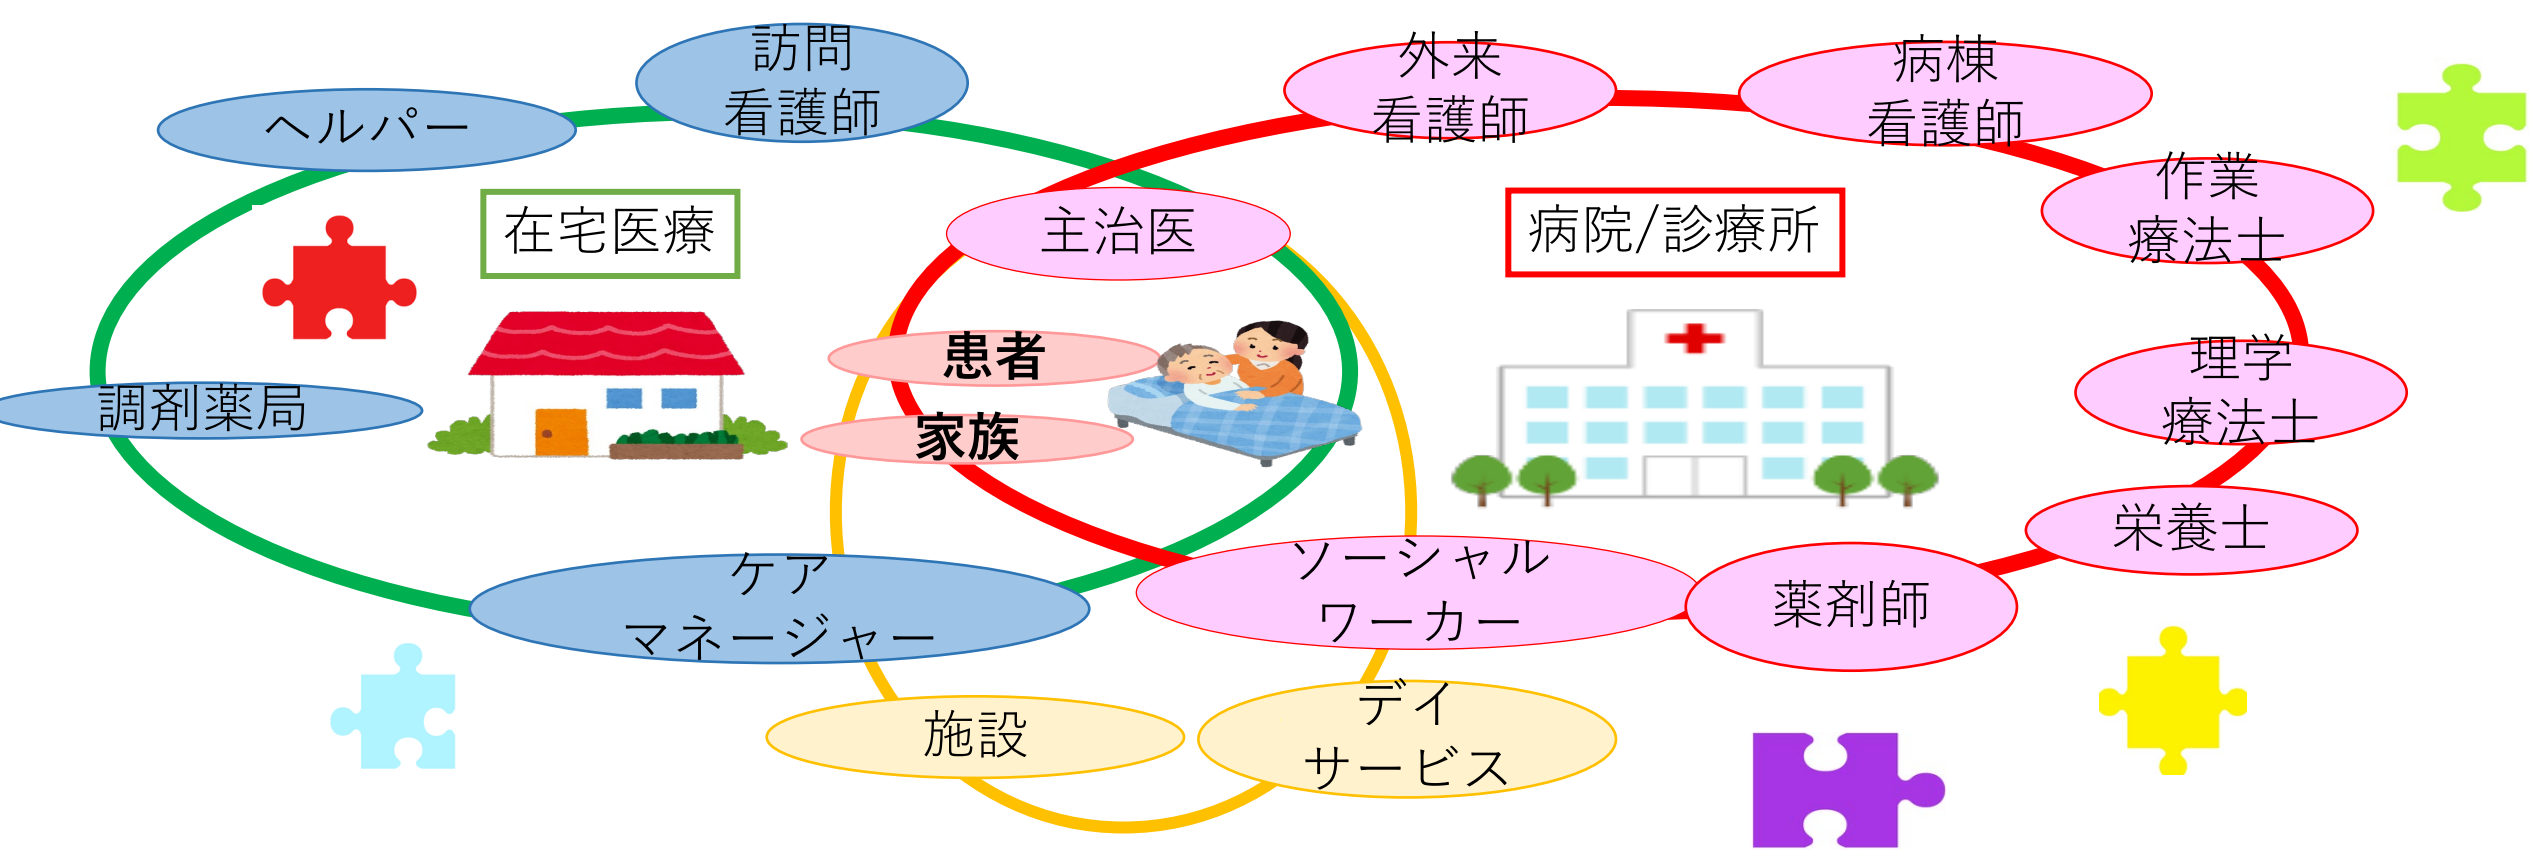 訪問
看護師
ヘルパー
在宅医療
調剤薬局
ケア
マネージャー
主治医
患者
家族
外来
看護師
病棟
看護師
作業
療法士
病院/診療所
理学
療法士
栄養士
薬剤師
ソーシャル
ワーカー
施設
デイ
サービス